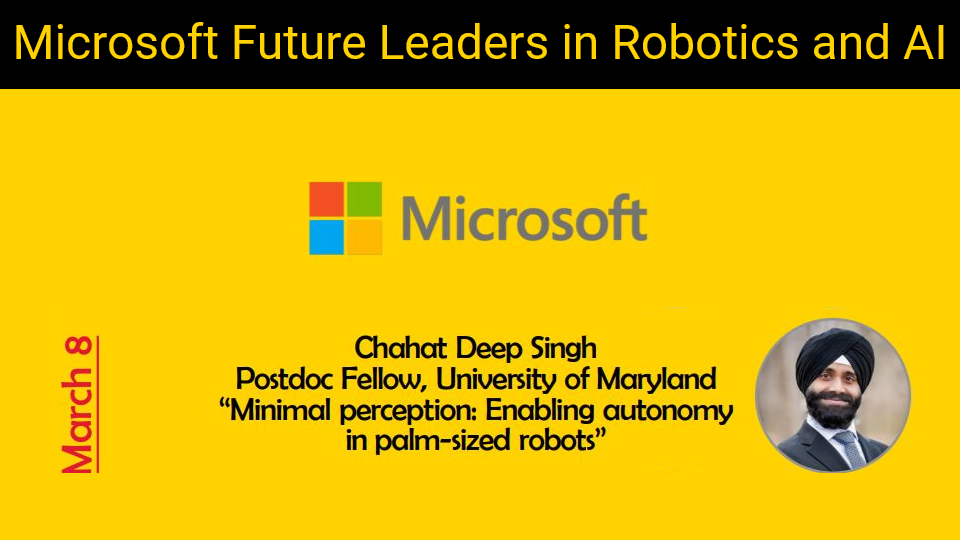 Microsoft Future Leaders in Robotics and AI
Microsoft
March 8
Chahat Deep Singh
Postdoc Fellow, University of Maryland
“Minimal perception: Enabling autonomy
in palm-sized robots”